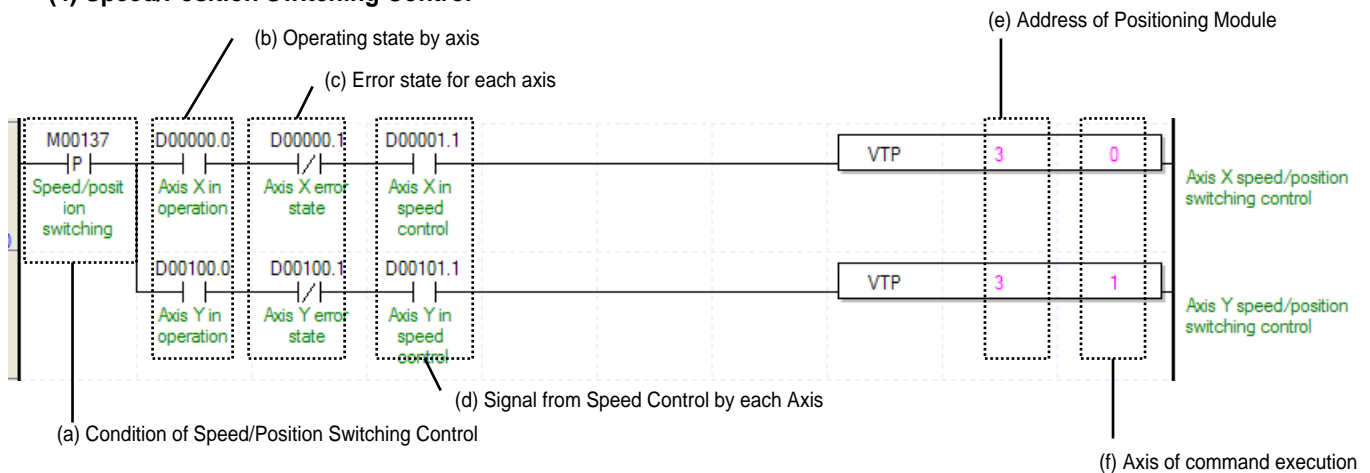 (4) Speed/Position Switching Control
(e) Address of Positioning Module
(b) Operating state by axis
(c) Error state for each axis
M00137
D00000.0
D00000.1
D00001.1
P
VTP 3 0
Speed/posit
ion
switching
Axis X in
operation
Axis X error
state
Axis X in
speed
control
Axis X speed/position
switching control
D00100.0
D00100.1
D00101.1
VTP 3 1
Axis Y in
operation
Axis Y error
state
Axis Y in
speed
control
Axis Y speed/position
switching control
(d) Signal from Speed Control by each Axis
(a) Condition of Speed/Position Switching Control
(f) Axis of command execution